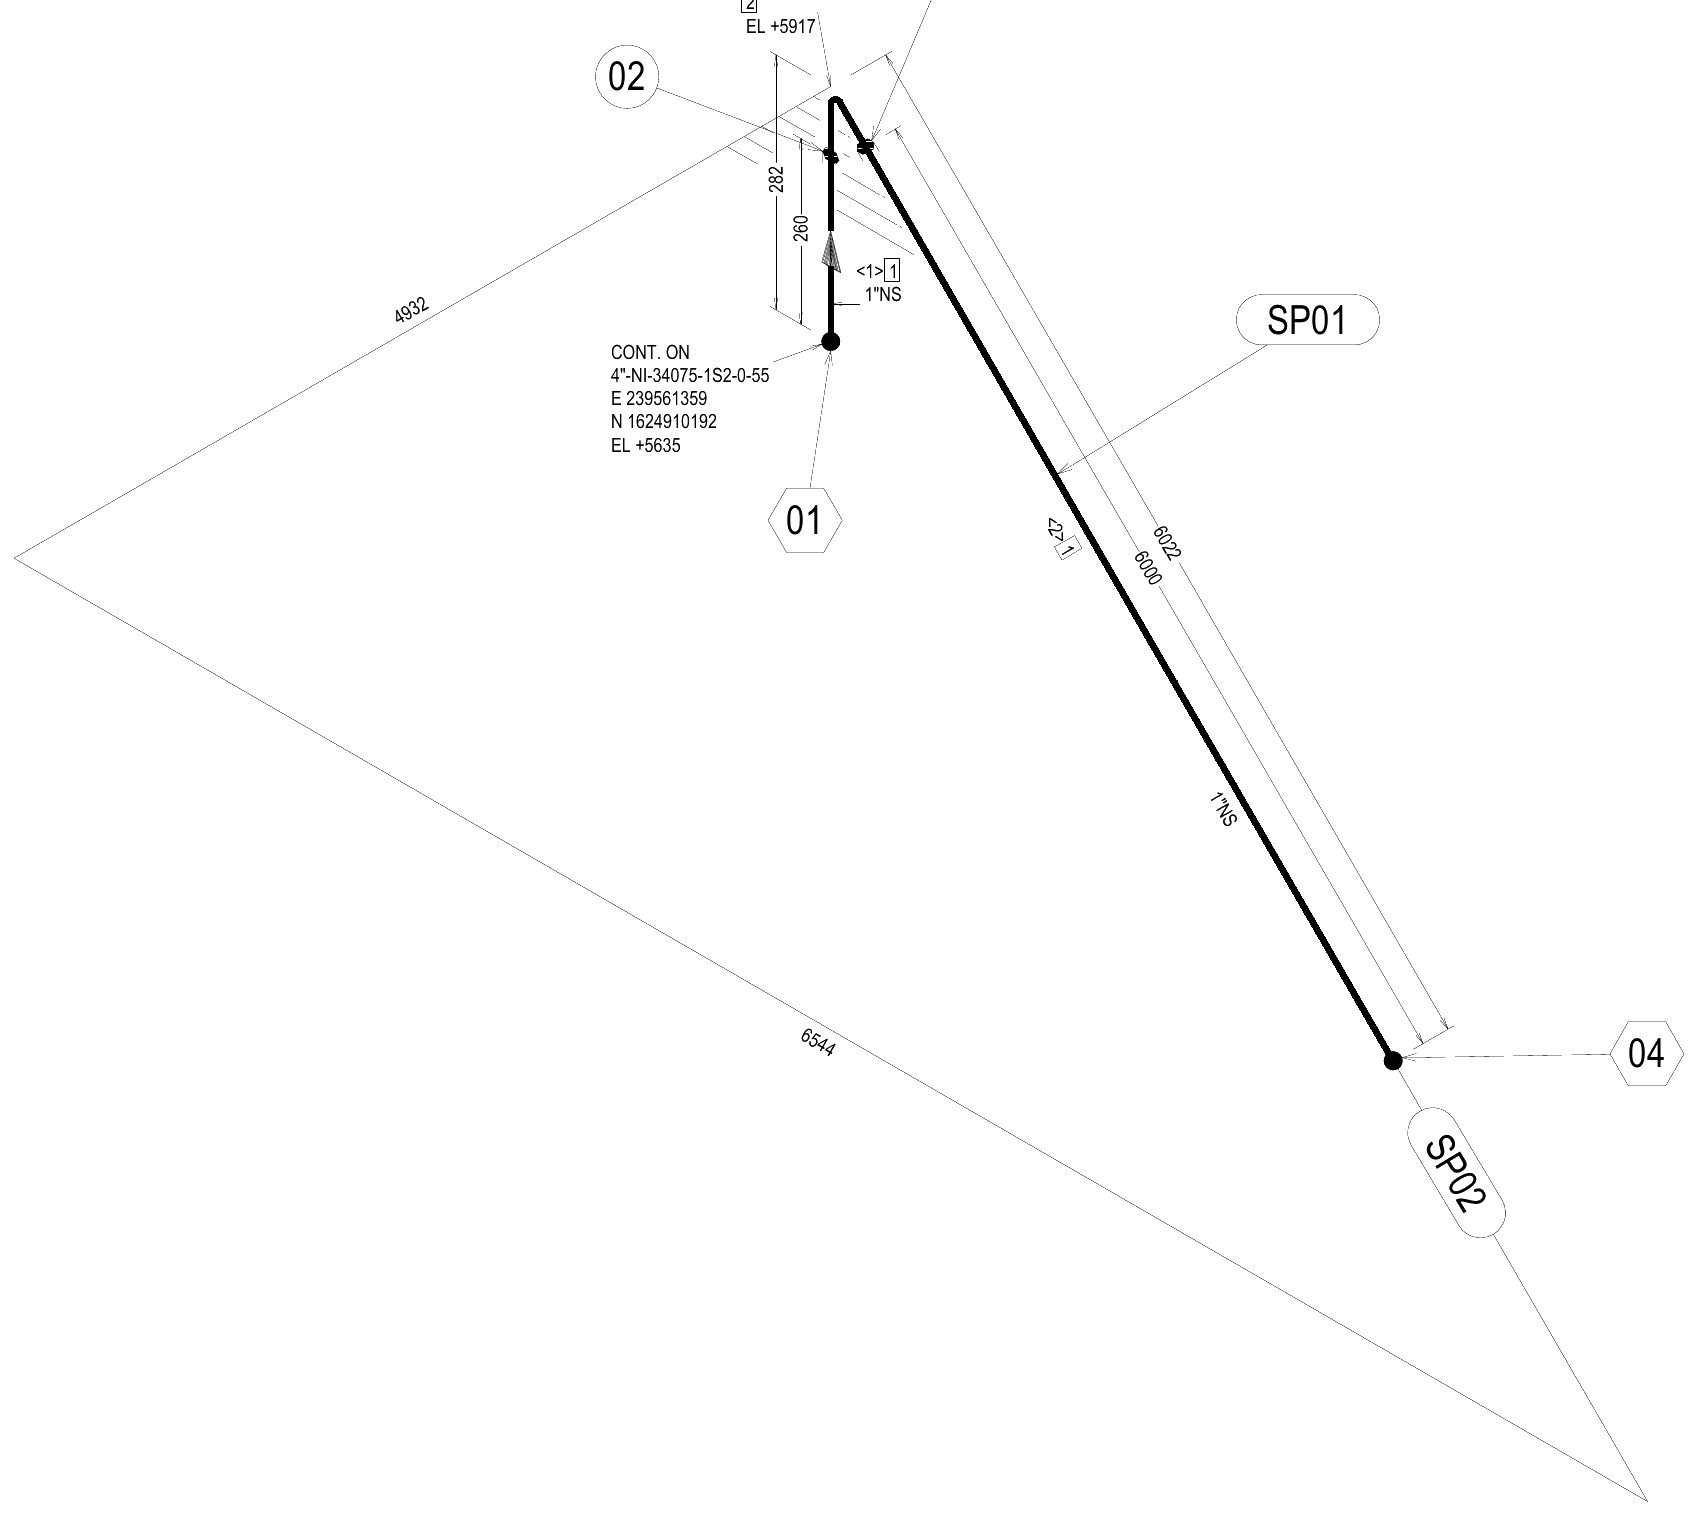 2
EL +5917
02
282
260
4932
<1>1
1"NS
SP01
CONT. ON
4"-NI-34075-1S2-0-55
E 239561359
N 1624910192
EL +5635
01
<2>1
6022
6000
1"NS
6544
04
SP02